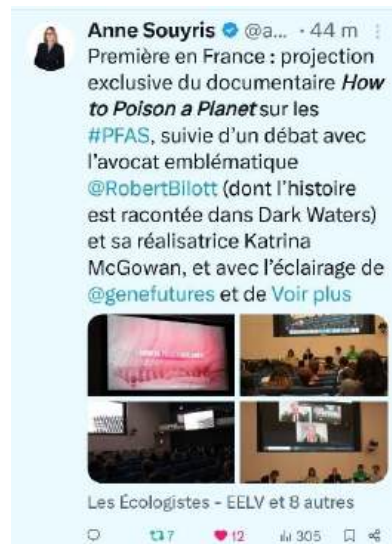 Anne Souyris @a... · 44 m
Première en France : projection
exclusive du documentaire How
to Poison a Planet sur les
#PFAS, suivie d'un débat avec
l'avocat emblématique
@RobertBilott (dont l'histoire
est racontée dans Dark Waters)
et sa réalisatrice Katrina
McGowan, et avec l'éclairage de
@genefutures et de Voir plus
Les Écologistes - EELV et 8 autres
7 12 305